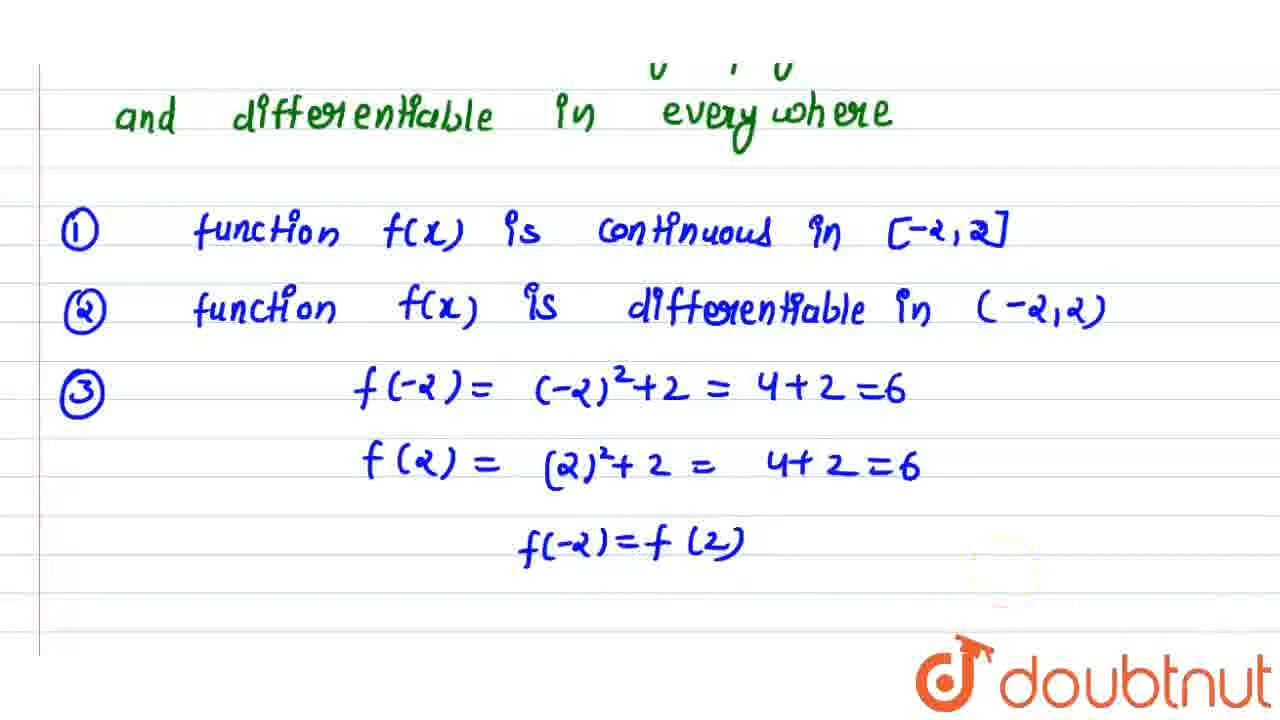 and differentiable in everywhere
① function f(x) is continuous in [-2,2]
② function f(x) is differentiable in (-2,2)
③ f(-2) = (-2)²+2 = 4+2=6
f(2) = (2)²+2 = 4+2=6
f(-2)=f(2)
doubtnut